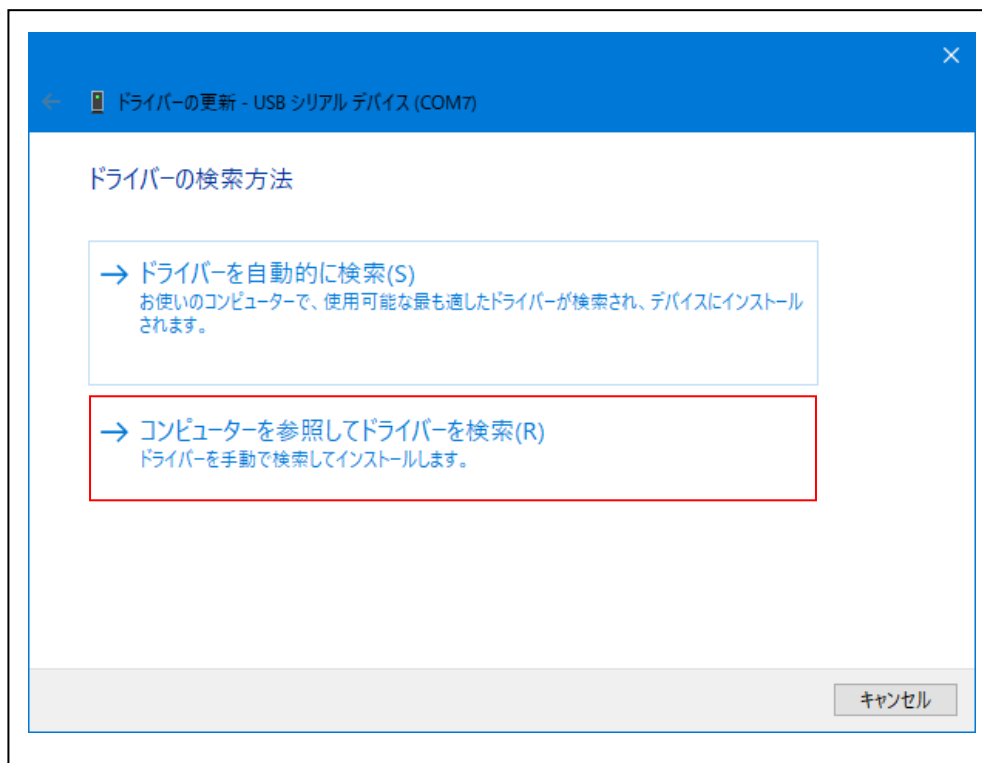 ドライバーの更新 - USB シリアル デバイス (COM7)
ドライバーの検索方法
→ ドライバーを自動的に検索(S)
お使いのコンピューターで、使用可能な最も適したドライバーが検索され、デバイスにインストール
されます。
→ コンピューターを参照してドライバーを検索(R)
ドライバーを手動で検索してインストールします。
キャンセル